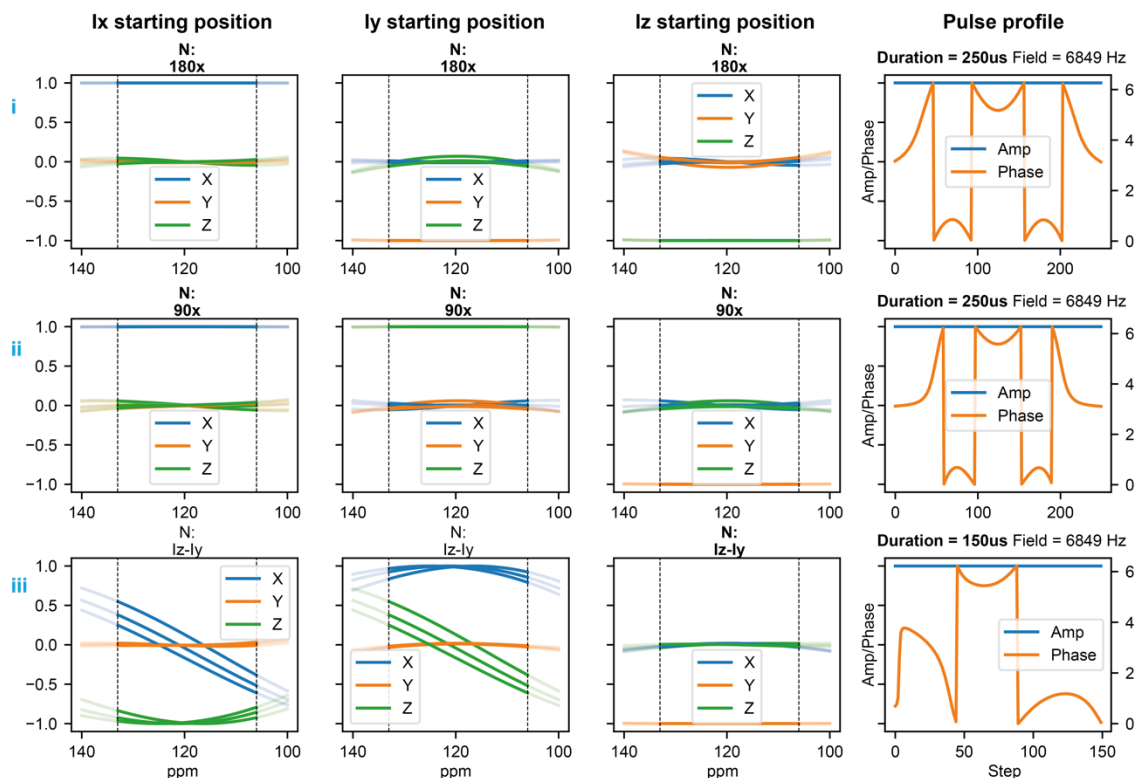 Ix starting position
Iy starting position
Iz starting position
Pulse profile
i
N:
180x
1.0
0.5
0.0
−0.5
−1.0
X
Y
Z
140
120
100
N:
180x
X
Y
Z
140
120
100
N:
180x
X
Y
Z
140
120
100
Duration = 250us Field = 6849 Hz
Amp/Phase
Amp
Phase
6
4
2
0
0
100
200
ii
N:
90x
1.0
0.5
0.0
−0.5
−1.0
X
Y
Z
140
120
100
N:
90x
X
Y
Z
140
120
100
N:
90x
X
Y
Z
140
120
100
Duration = 250us Field = 6849 Hz
Amp/Phase
Amp
Phase
6
4
2
0
0
100
200
iii
N:
Iz-Iy
1.0
0.5
0.0
−0.5
−1.0
X
Y
Z
140
120
100
ppm
N:
Iz-Iy
X
Y
Z
140
120
100
ppm
N:
Iz-Iy
X
Y
Z
140
120
100
ppm
Duration = 150us Field = 6849 Hz
Amp/Phase
Amp
Phase
6
4
2
0
0
50
100
150
Step